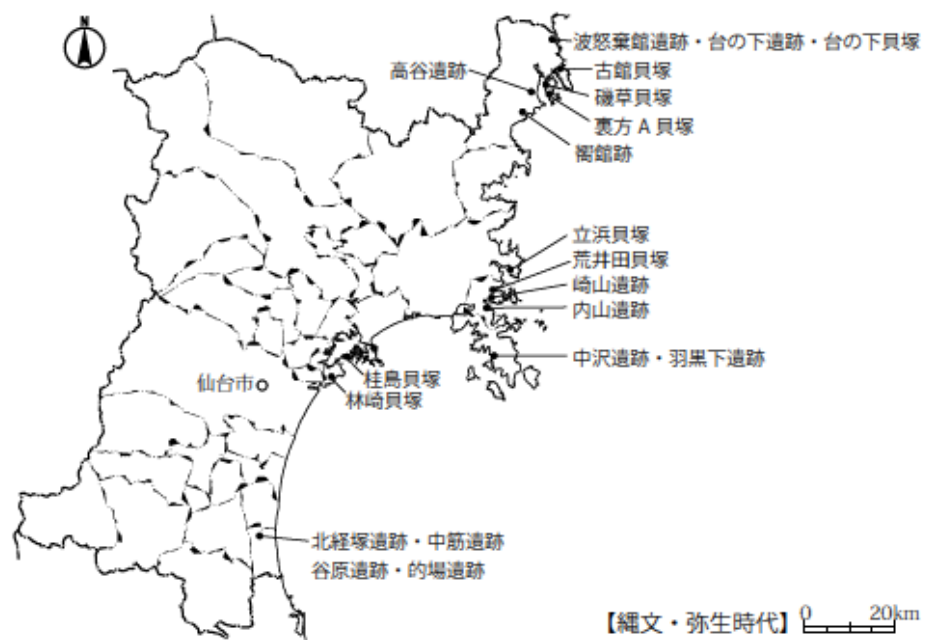 N
波怒棄館遺跡・台の下遺跡・台の下貝塚
高谷遺跡
古館貝塚
磯草貝塚
裏方 A 貝塚
立浜貝塚
荒井田貝塚
崎山遺跡
内山遺跡
中沢遺跡・羽黒下遺跡
仙台市
桂島貝塚
林崎貝塚
北経塚遺跡・中筋遺跡
谷原遺跡・的場遺跡
【縄文・弥生時代】
0 20km